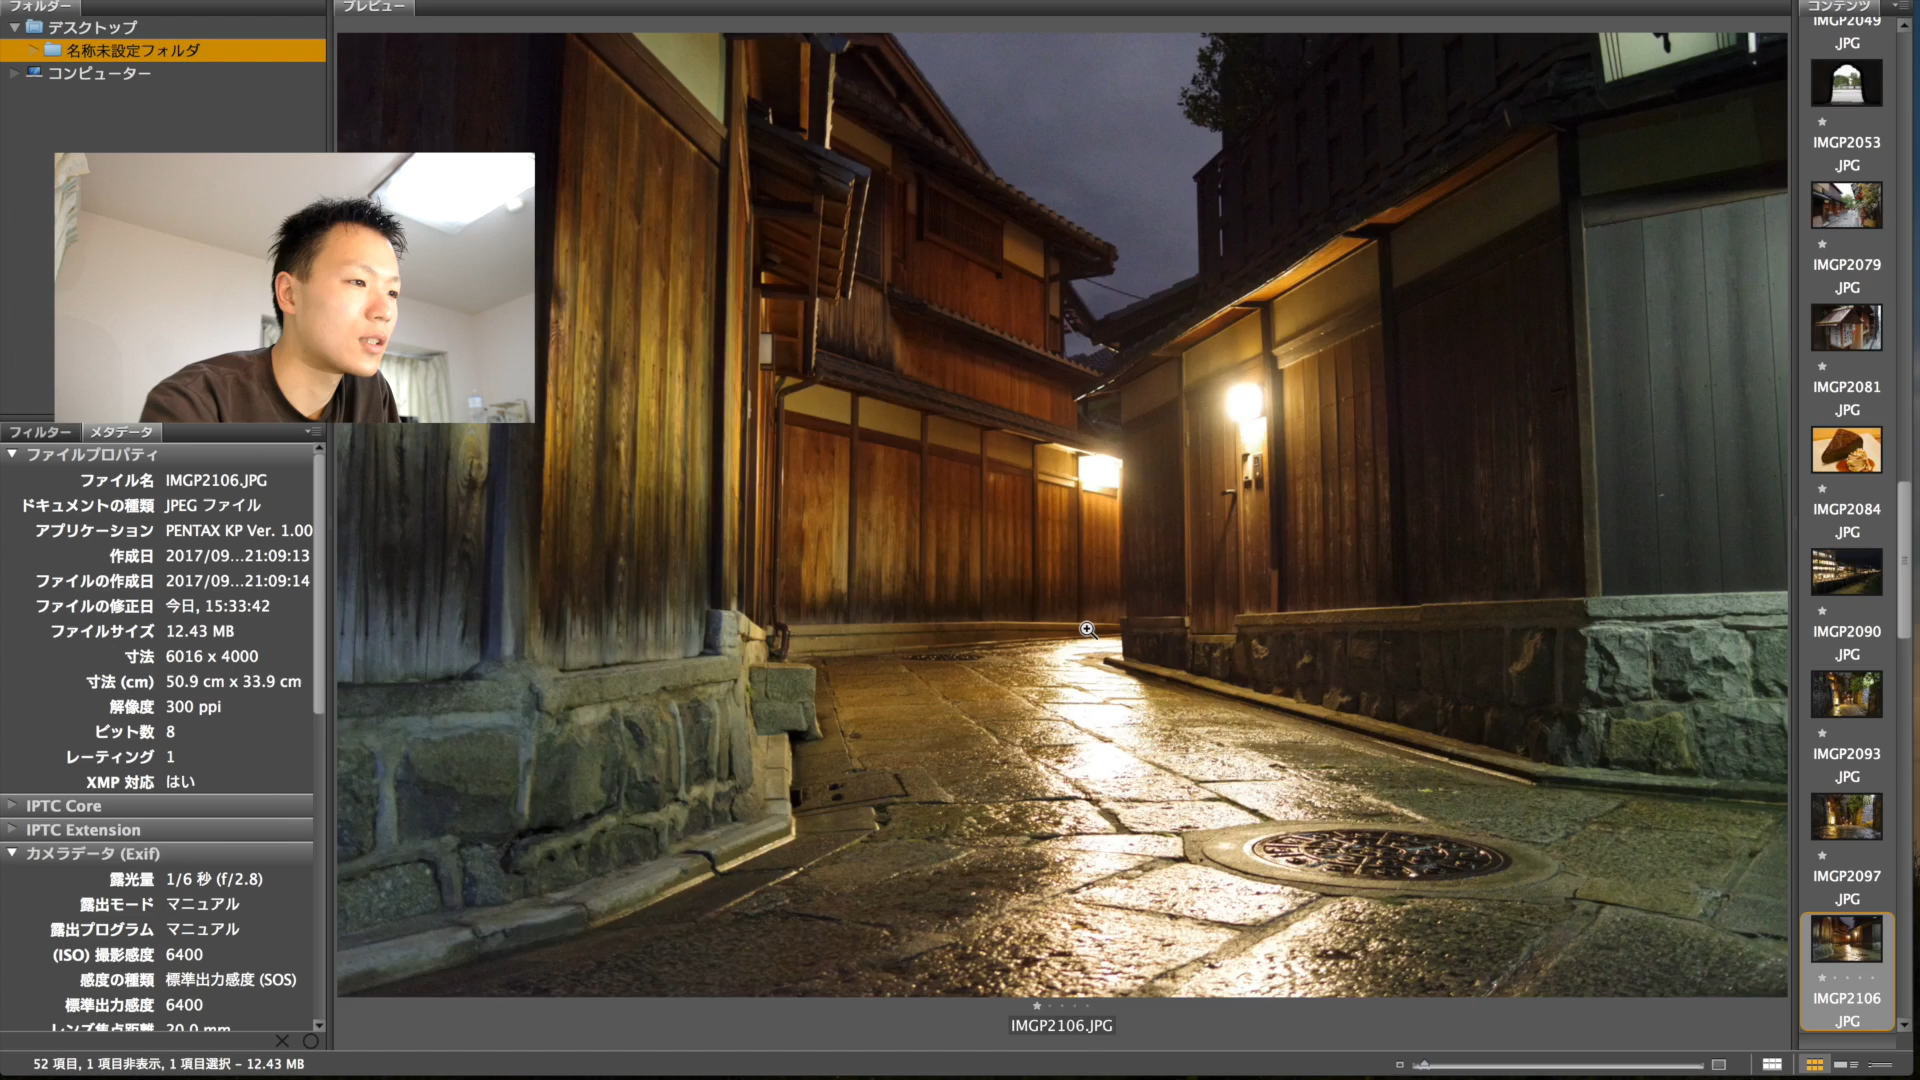 フォルダー
デスクトップ
名称未設定フォルダ
コンピューター
プレビュー
コンテンツ
IMGP2049
.JPG
IMGP2053
.JPG
IMGP2079
.JPG
IMGP2081
.JPG
IMGP2084
.JPG
IMGP2090
.JPG
IMGP2093
.JPG
IMGP2097
.JPG
IMGP2106
.JPG
フィルター メタデータ
ファイルプロパティ
ファイル名 IMGP2106.JPG
ドキュメントの種類 JPEG ファイル
アプリケーション PENTAX KP Ver. 1.00
作成日 2017/09...21:09:13
ファイルの作成日 2017/09...21:09:14
ファイルの修正日 今日, 15:33:42
ファイルサイズ 12.43 MB
寸法 6016 x 4000
寸法 (cm) 50.9 cm x 33.9 cm
解像度 300 ppi
ビット数 8
レーティング 1
XMP 対応 はい
IPTC Core
IPTC Extension
カメラデータ (Exif)
露光量 1/6 秒 (f/2.8)
露出モード マニュアル
露出プログラム マニュアル
(ISO) 撮影感度 6400
感度の種類 標準出力感度 (SOS)
標準出力感度 6400
レンズ焦点距離 20.0 mm
IMGP2106.JPG
52 項目, 1 項目非表示, 1 項目選択 - 12.43 MB